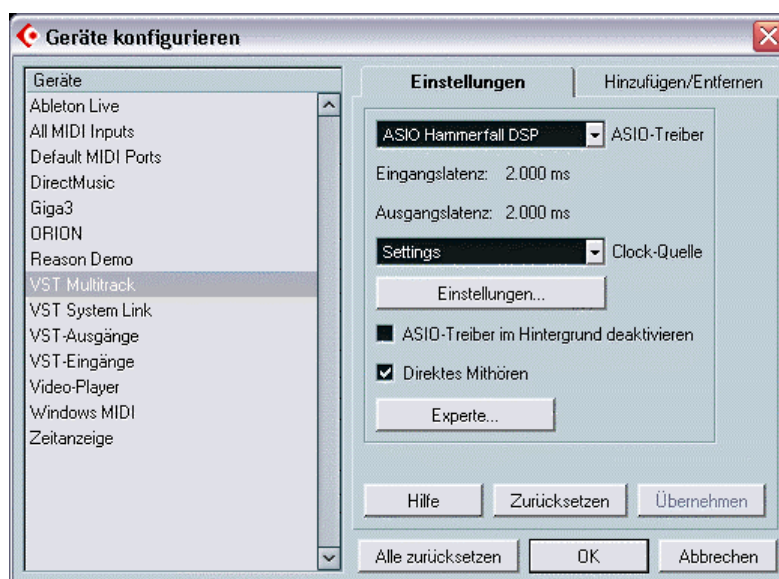 Geräte konfigurieren
Geräte
Ableton Live
All MIDI Inputs
Default MIDI Ports
DirectMusic
Giga3
ORION
Reason Demo
VST Multitrack
VST System Link
VST-Ausgänge
VST-Eingänge
Video-Player
Windows MIDI
Zeitanzeige
Einstellungen
Hinzufügen/Entfernen
ASIO Hammerfall DSP ASIO-Treiber
Eingangslatenz: 2.000 ms
Ausgangslatenz: 2.000 ms
Settings Clock-Quelle
Einstellungen...
ASIO-Treiber im Hintergrund deaktivieren
Direktes Mithören
Experte...
Hilfe Zurücksetzen Übernehmen
Alle zurücksetzen OK Abbrechen